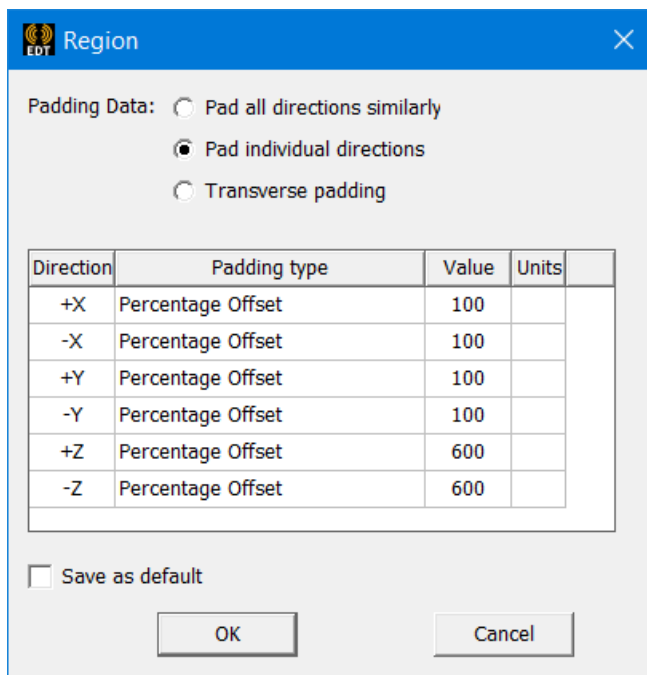 EDT Region
Padding Data: Pad all directions similarly
Pad individual directions
Transverse padding
Direction Padding type Value Units
+X Percentage Offset 100
-X Percentage Offset 100
+Y Percentage Offset 100
-Y Percentage Offset 100
+Z Percentage Offset 600
-Z Percentage Offset 600
Save as default
OK Cancel